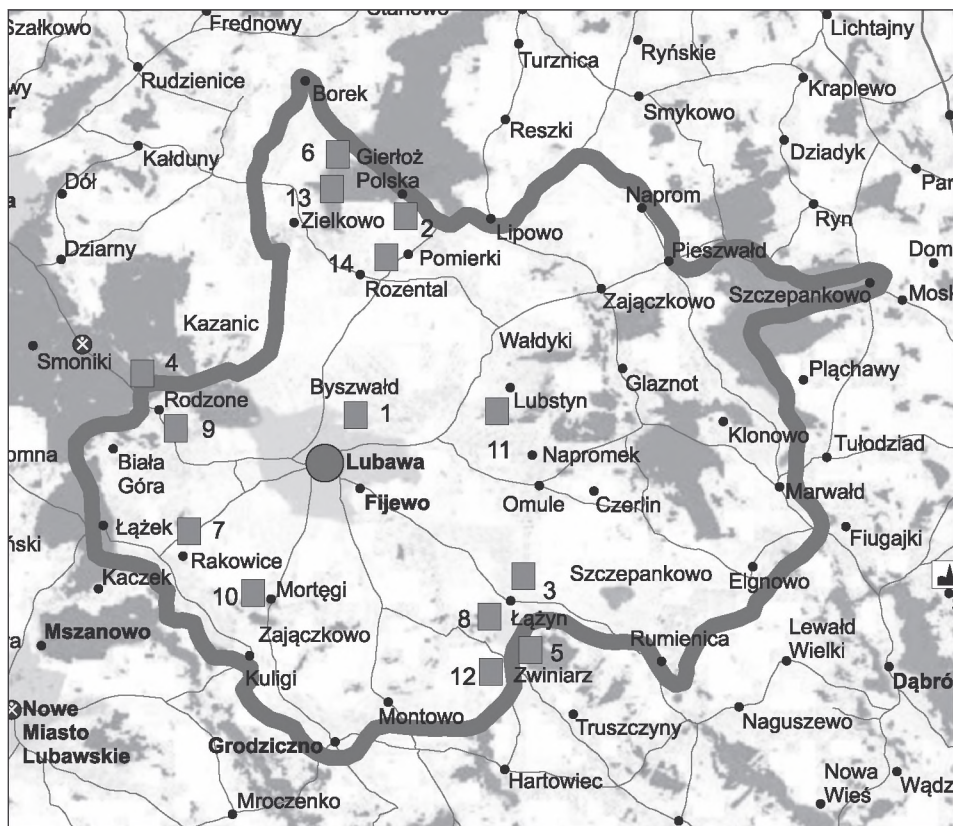 Stanowo
Szałkowo
Frednowy
Lichtajny
Turznica
Ryńskie
Rudzienice
Borek
Kraplewo
wy
Smykowo
r
Reszki
Kałduny
6
Gierłoż
Polska
Dziadyk
Par
Dół
13
a
Zielkowo
2
Naprom
Ryn
Lipowo
Dziarny
14
Pomierki
Pieszwałd
Dom
Rozental
Zajączkowo
Szczepankowo
Mosk
Kazanic
Wałdyki
Smoniki
4
Glaznot
Pląchawy
Byszwałd
Lubstyn
Rodzone
1
9
11
Klonowo
omna
Biała
Góra
Lubawa
Napromek
Tułodziad
Fijewo
Omule
Czerlin
Marwałd
ński
Łążek
7
Fiugajki
Rakowice
Szczepankowo
Elgnowo
Kaczek
3
10
Mortęgi
8
Łążyn
Mszanowo
Zajączkowo
Rumienica
Lewałd
Wielki
a
5
12
Zwiniarz
Kuligi
Dąbró
Nowe
Miasto
Lubawskie
Montowo
Truszczyny
Naguszewo
Grodziczno
Hartowiec
Nowa
Wieś
Wądz
Mroczenko